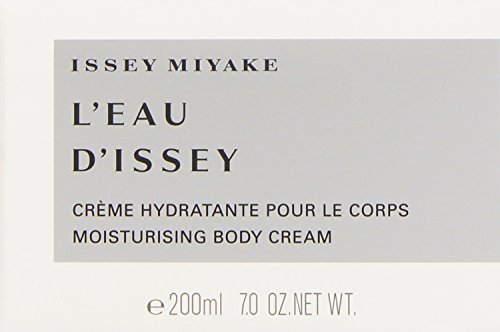 ISSEY MIYAKE
L'EAU
D'ISSEY
CRÈME HYDRATANTE POUR LE CORPS
MOISTURISING BODY CREAM
℮200ml 7.0 OZ.NET WT.